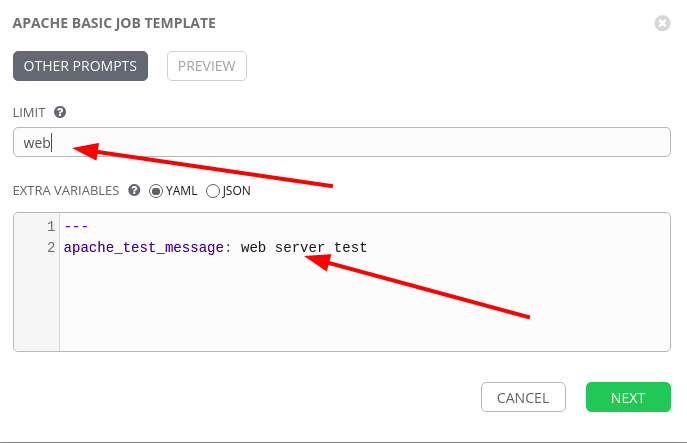 APACHE BASIC JOB TEMPLATE
OTHER PROMPTS PREVIEW
LIMIT ?
web
EXTRA VARIABLES ? YAML JSON
1 ---
2 apache_test_message: web server test
CANCEL NEXT